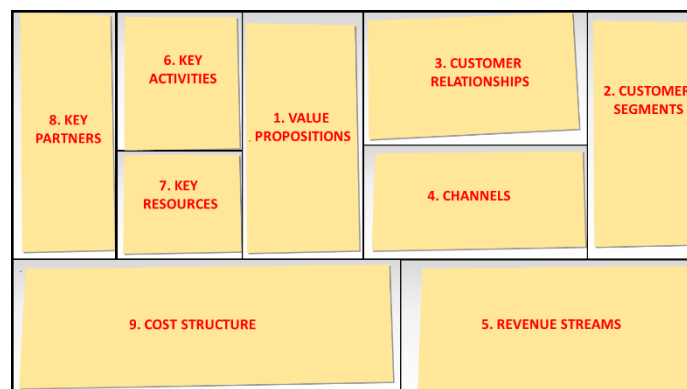 8. KEY
PARTNERS
6. KEY
ACTIVITIES
7. KEY
RESOURCES
1. VALUE
PROPOSITIONS
3. CUSTOMER
RELATIONSHIPS
4. CHANNELS
2. CUSTOMER
SEGMENTS
9. COST STRUCTURE
5. REVENUE STREAMS